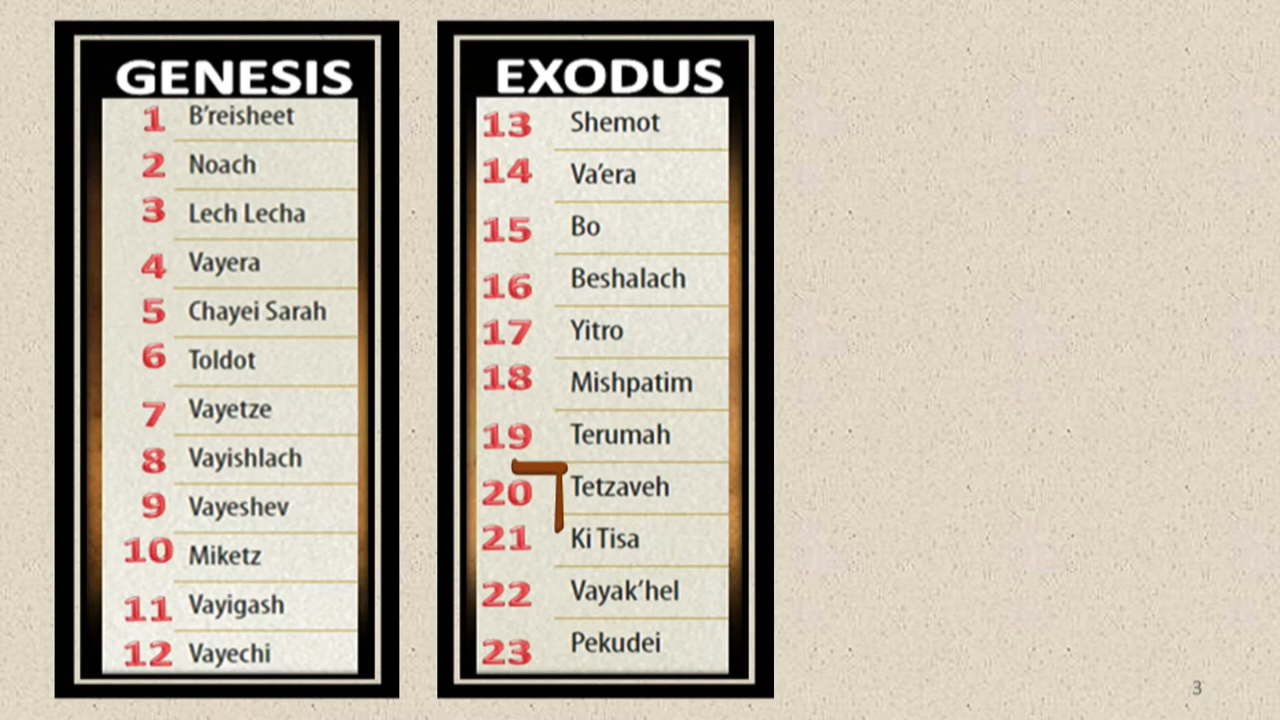 GENESIS
1 B'reisheet
2 Noach
3 Lech Lecha
4 Vayera
5 Chayei Sarah
6 Toldot
7 Vayetze
8 Vayishlach
9 Vayeshev
10 Miketz
11 Vayigash
12 Vayechi
EXODUS
13 Shemot
14 Va'era
15 Bo
16 Beshalach
17 Yitro
18 Mishpatim
19 Terumah
20 Tetzaveh
21 Ki Tisa
22 Vayak'hel
23 Pekudei
3